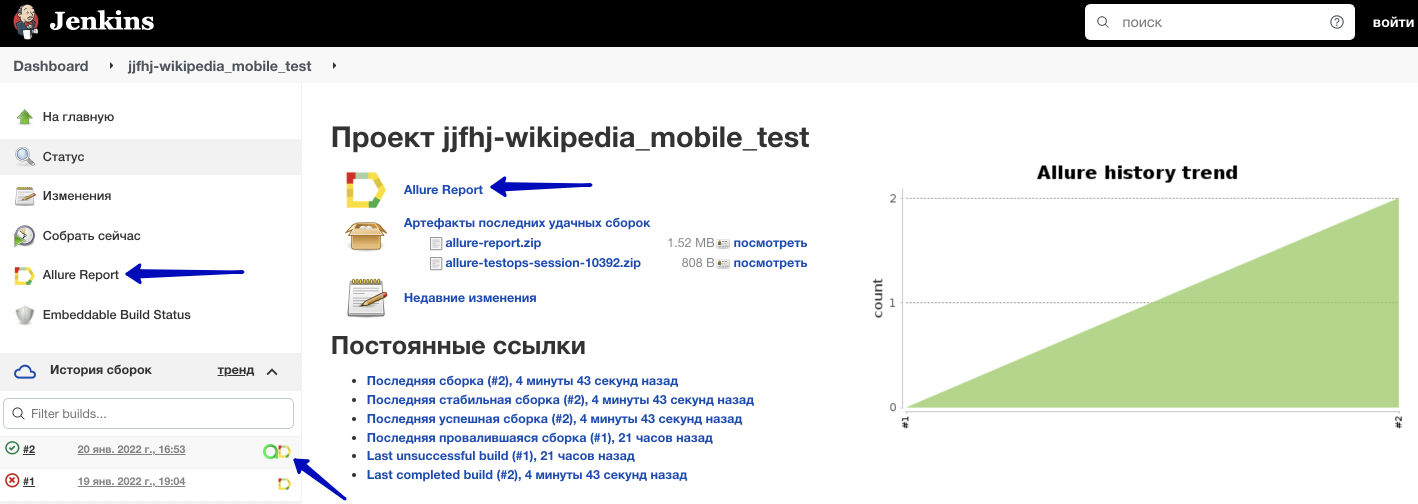 Jenkins
поиск
войти
Dashboard
jjfhj-wikipedia_mobile_test
На главную
Статус
Изменения
Собрать сейчас
Allure Report
Embeddable Build Status
История сборок
тренд
Filter builds...
#2 20 янв. 2022 г., 16:53
#1 19 янв. 2022 г., 19:04
Проект jjfhj-wikipedia_mobile_test
Allure Report
Артефакты последних удачных сборок
allure-report.zip 1.52 MB посмотреть
allure-testops-session-10392.zip 808 B посмотреть
Недавние изменения
Постоянные ссылки
Последняя сборка (#2), 4 минуты 43 секунд назад
Последняя стабильная сборка (#2), 4 минуты 43 секунд назад
Последняя успешная сборка (#2), 4 минуты 43 секунд назад
Последняя провалившаяся сборка (#1), 21 часов назад
Last unsuccessful build (#1), 21 часов назад
Last completed build (#2), 4 минуты 43 секунд назад
Allure history trend
count
2
1
0
#1
#2